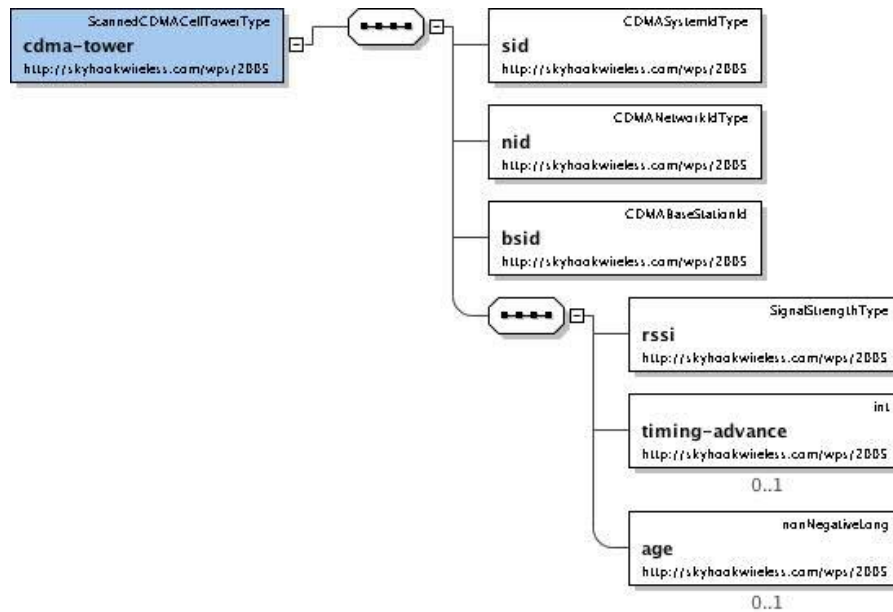 ScannedCDMACellTowerType
cdma-tower
http://skyhookwireless.com/wps/2005
CDMASystemIdType
sid
http://skyhookwireless.com/wps/2005
CDMANetworkIdType
nid
http://skyhookwireless.com/wps/2005
CDMABaseStationId
bsid
http://skyhookwireless.com/wps/2005
SignalStrengthType
rssi
http://skyhookwireless.com/wps/2005
int
timing-advance
http://skyhookwireless.com/wps/2005
0..1
nonNegativeLong
age
http://skyhookwireless.com/wps/2005
0..1